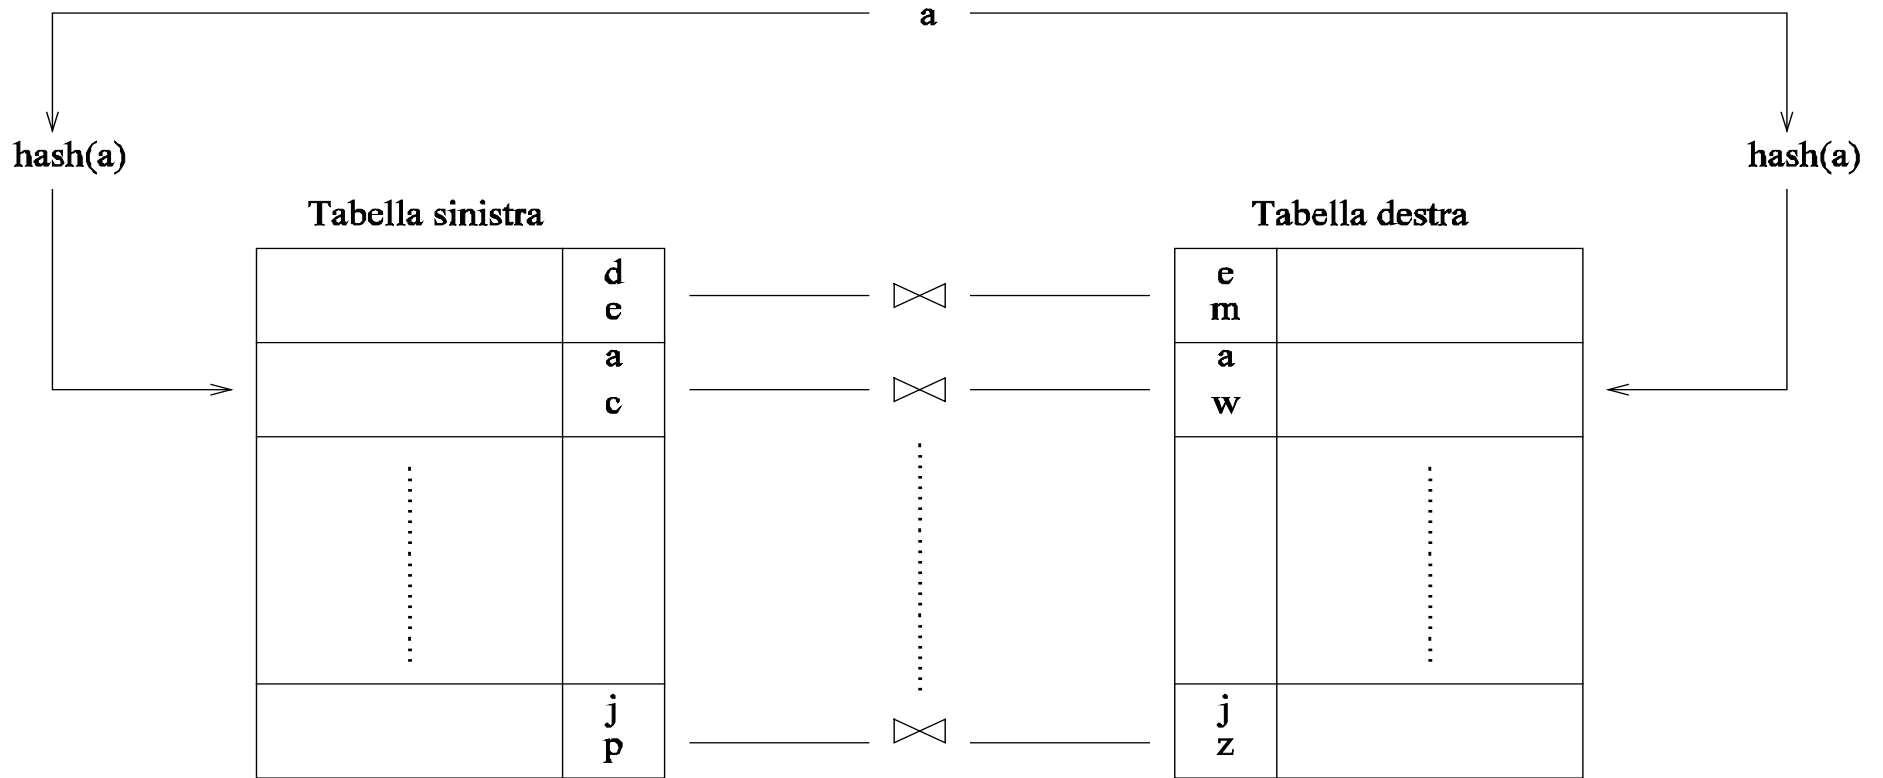 a
hash(a) hash(a)
Tabella sinistra Tabella destra
d e
e m
a a
c w
j j
p z